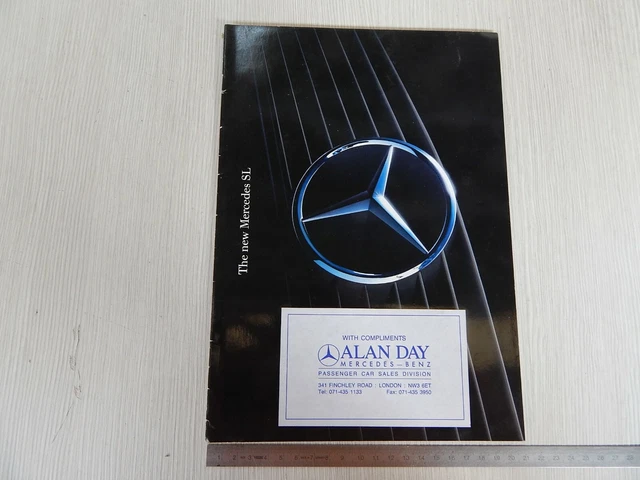 The new Mercedes SL
WITH COMPLIMENTS
ALAN DAY
MERCEDES-BENZ
PASSENGER CAR SALES DIVISION
341 FINCHLEY ROAD : LONDON : NW3 6ET
Tel: 071-435 1133 Fax: 071-435 3950